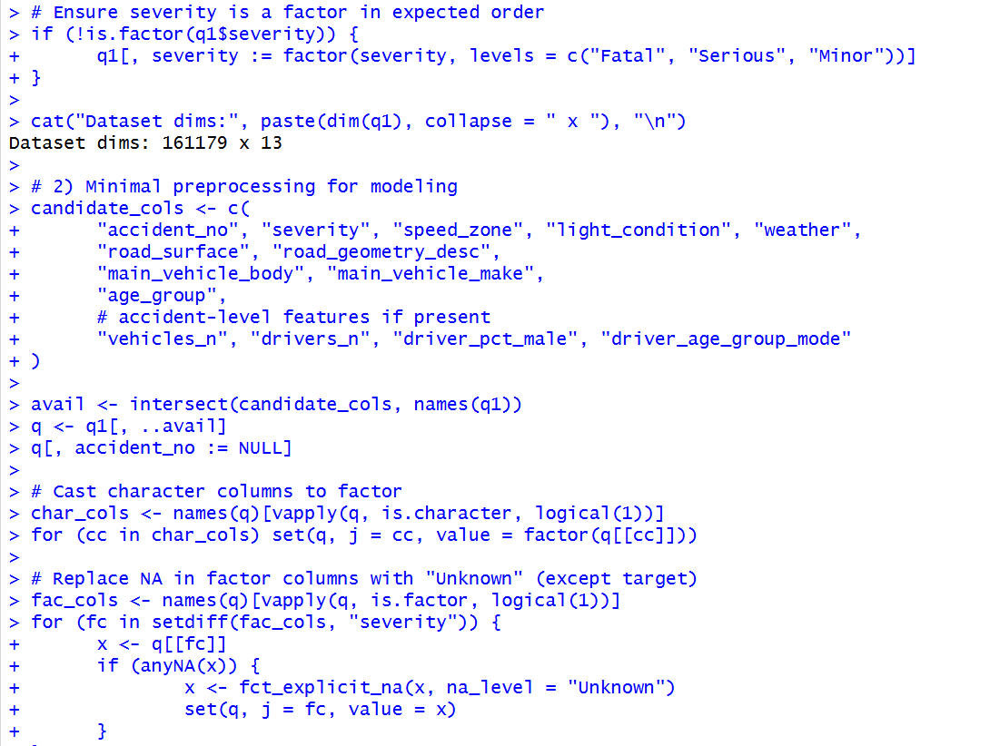 > # Ensure severity is a factor in expected order
> if (!is.factor(q1$severity)) {
+       q1[, severity := factor(severity, levels = c("Fatal", "Serious", "Minor"))]
+ }
>
> cat("Dataset dims:", paste(dim(q1), collapse = " x "), "\n")
Dataset dims: 161179 x 13
>
> # 2) Minimal preprocessing for modeling
> candidate_cols <- c(
+       "accident_no", "severity", "speed_zone", "light_condition", "weather",
+       "road_surface", "road_geometry_desc",
+       "main_vehicle_body", "main_vehicle_make",
+       "age_group",
+       # accident-level features if present
+       "vehicles_n", "drivers_n", "driver_pct_male", "driver_age_group_mode"
+ )
>
> avail <- intersect(candidate_cols, names(q1))
> q <- q1[, ..avail]
> q[, accident_no := NULL]
>
> # Cast character columns to factor
> char_cols <- names(q)[vapply(q, is.character, logical(1))]
> for (cc in char_cols) set(q, j = cc, value = factor(q[[cc]]))
>
> # Replace NA in factor columns with "Unknown" (except target)
> fac_cols <- names(q)[vapply(q, is.factor, logical(1))]
> for (fc in setdiff(fac_cols, "severity")) {
+       x <- q[[fc]]
+       if (anyNA(x)) {
+               x <- fct_explicit_na(x, na_level = "Unknown")
+               set(q, j = fc, value = x)
+       }